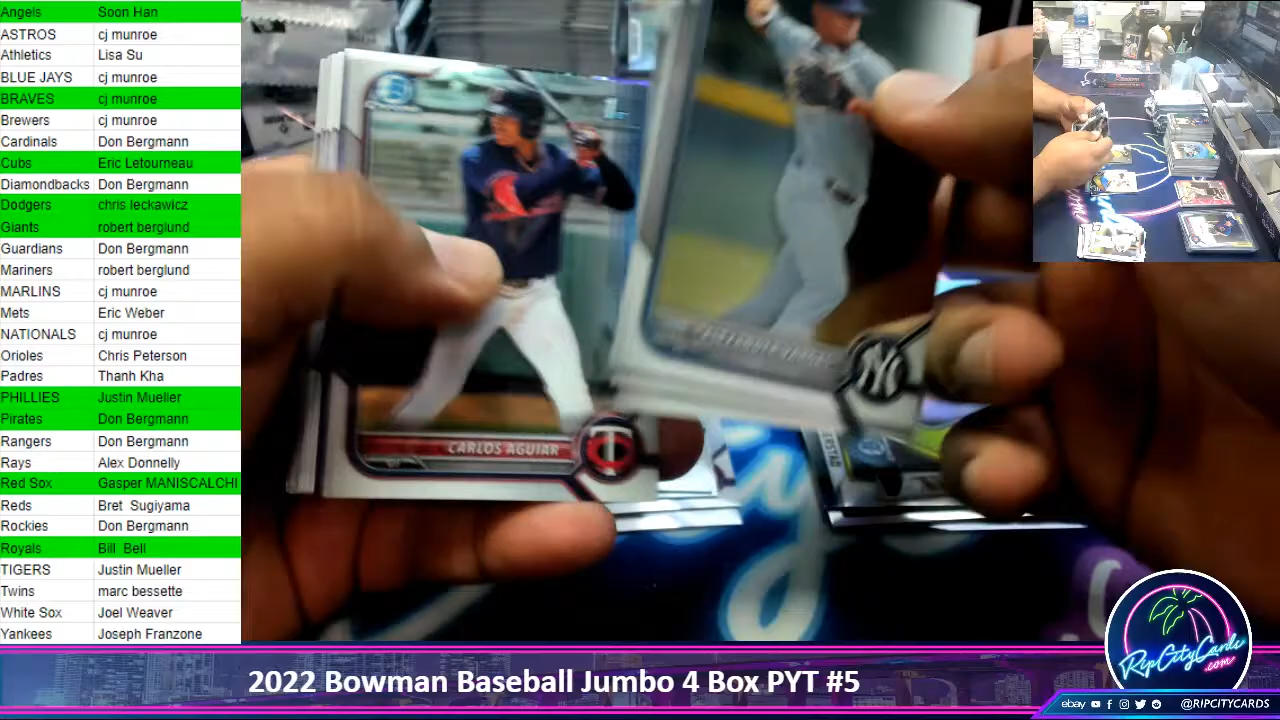 Angels Soon Han
ASTROS cj munroe
Athletics Lisa Su
BLUE JAYS cj munroe
BRAVES cj munroe
Brewers cj munroe
Cardinals Don Bergmann
Cubs Eric Letourneau
Diamondbacks Don Bergmann
Dodgers chris leckawicz
Giants robert berglund
Guardians Don Bergmann
Mariners robert berglund
MARLINS cj munroe
Mets Eric Weber
NATIONALS cj munroe
Orioles Chris Peterson
Padres Thanh Kha
PHILLIES Justin Mueller
Pirates Don Bergmann
Rangers Don Bergmann
Rays Alex Donnelly
Red Sox Gasper MANISCALCHI
Reds Bret Sugiyama
Rockies Don Bergmann
Royals Bill Bell
TIGERS Justin Mueller
Twins marc bessette
White Sox Joel Weaver
Yankees Joseph Franzone
CARLOS AGUIAR
NY
2022 Bowman Baseball Jumbo 4 Box PYT #5
RipCityCards
.com
ebay @RIPCITYCARDS